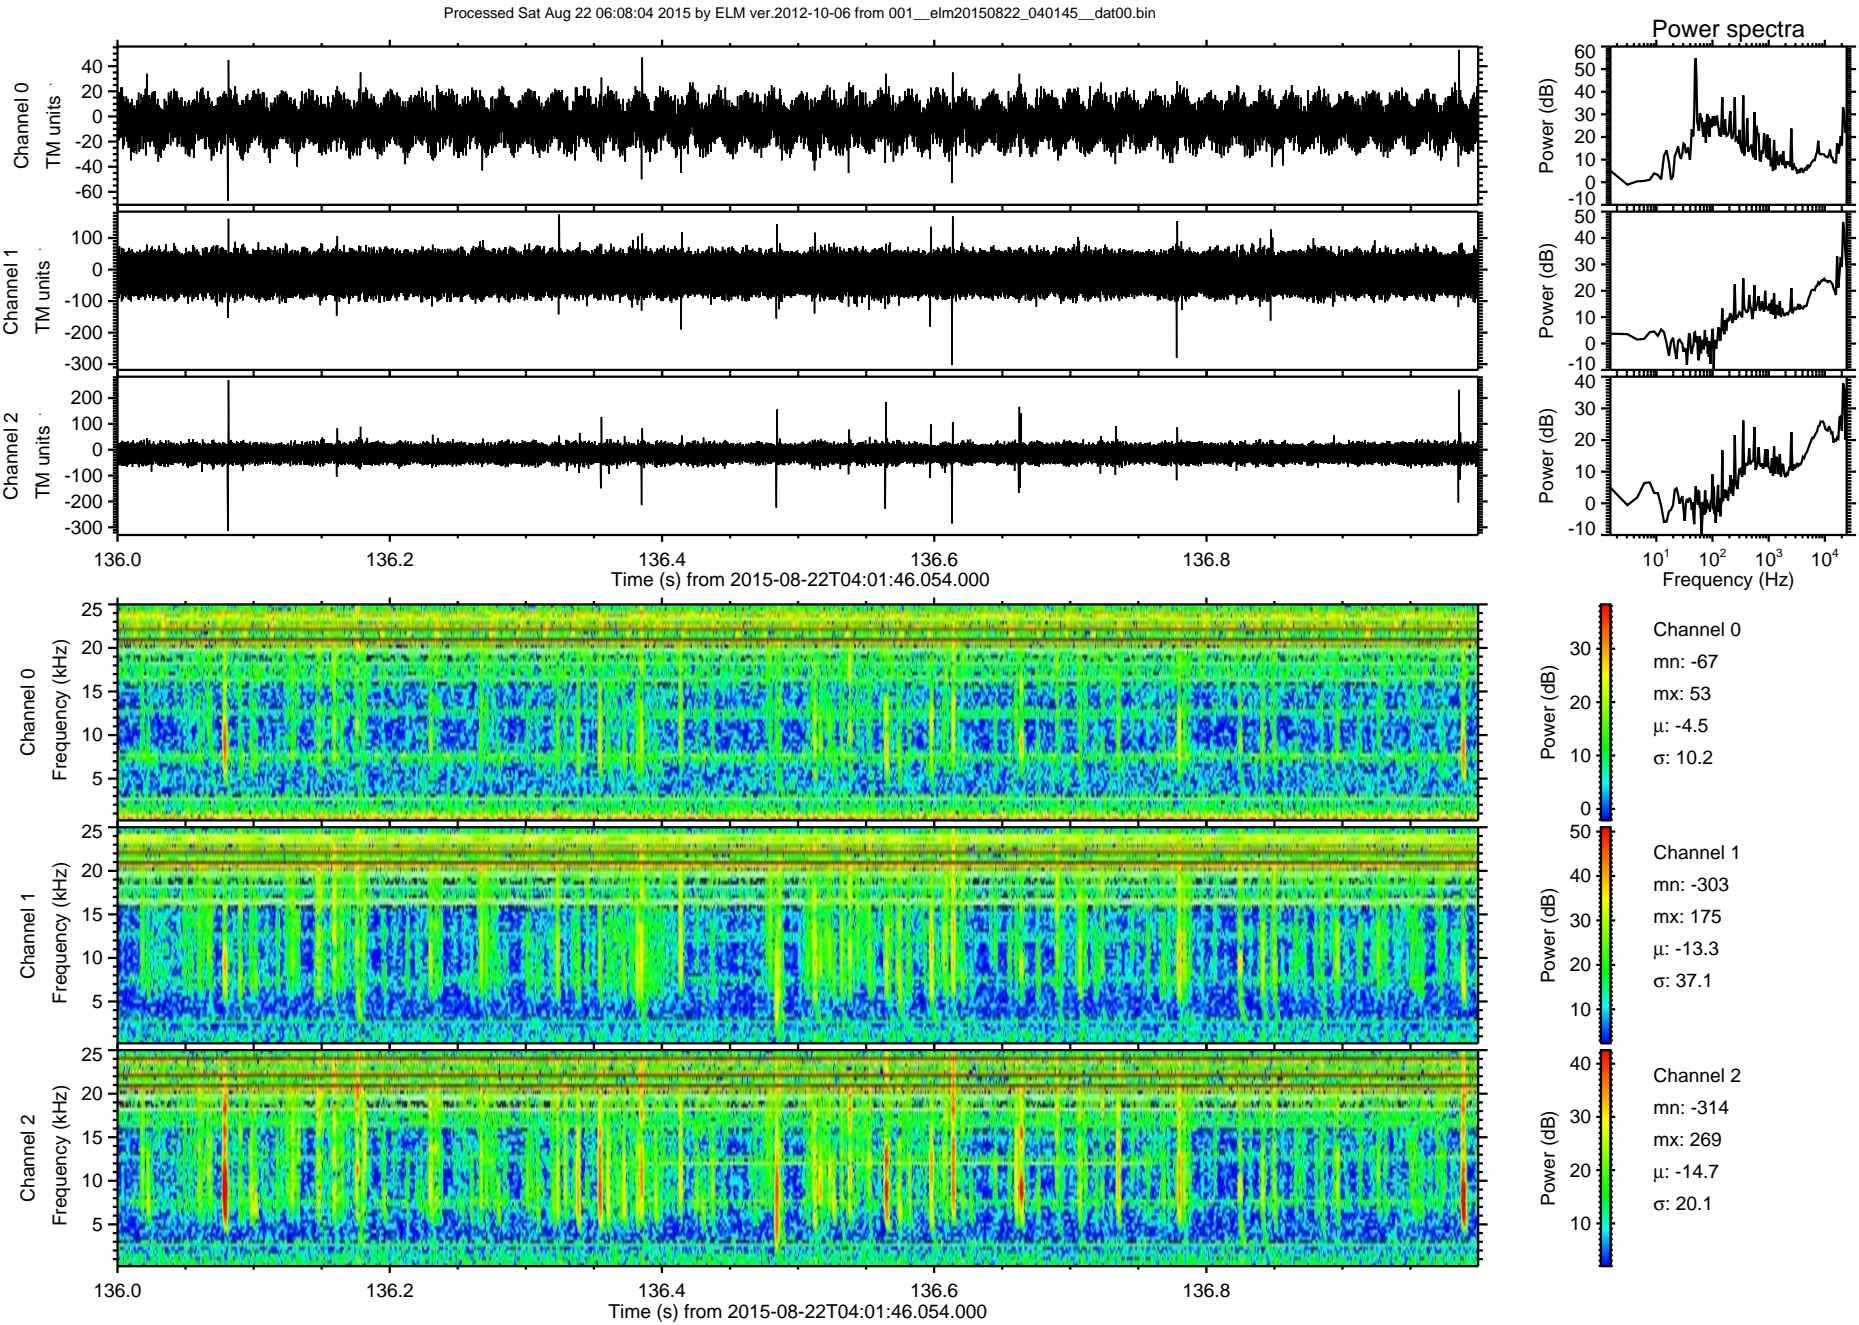 Processed Sat Aug 22 06:08:04 2015 by ELM ver.2012-10-06 from 001__elm20150822_040145__dat00.bin
Power spectra
Channel 0
TM units
40
20
0
-20
-40
-60
Power (dB)
60
50
40
30
20
10
0
-10
Channel 1
TM units
100
0
-100
-200
-300
Power (dB)
50
40
30
20
10
0
-10
Channel 2
TM units
200
100
0
-100
-200
-300
Power (dB)
40
30
20
10
0
-10
136.0 136.2 136.4 136.6 136.8
Time (s) from 2015-08-22T04:01:46.054.000
10¹ 10² 10³ 10⁴
Frequency (Hz)
Channel 0
Frequency (kHz)
25
20
15
10
5
Power (dB)
30
20
10
0
Channel 0
mn: -67
mx: 53
μ: -4.5
σ: 10.2
Channel 1
Frequency (kHz)
25
20
15
10
5
Power (dB)
50
40
30
20
10
Channel 1
mn: -303
mx: 175
μ: -13.3
σ: 37.1
Channel 2
Frequency (kHz)
25
20
15
10
5
Power (dB)
40
30
20
10
Channel 2
mn: -314
mx: 269
μ: -14.7
σ: 20.1
136.0 136.2 136.4 136.6 136.8
Time (s) from 2015-08-22T04:01:46.054.000